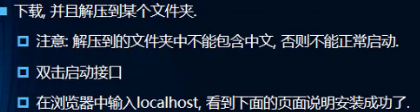 下载, 并且解压到某个文件夹.
注意: 解压到的文件夹中不能包含中文, 否则不能正常启动.
双击启动接口
在浏览器中输入localhost, 看到下面的页面说明安装成功了.